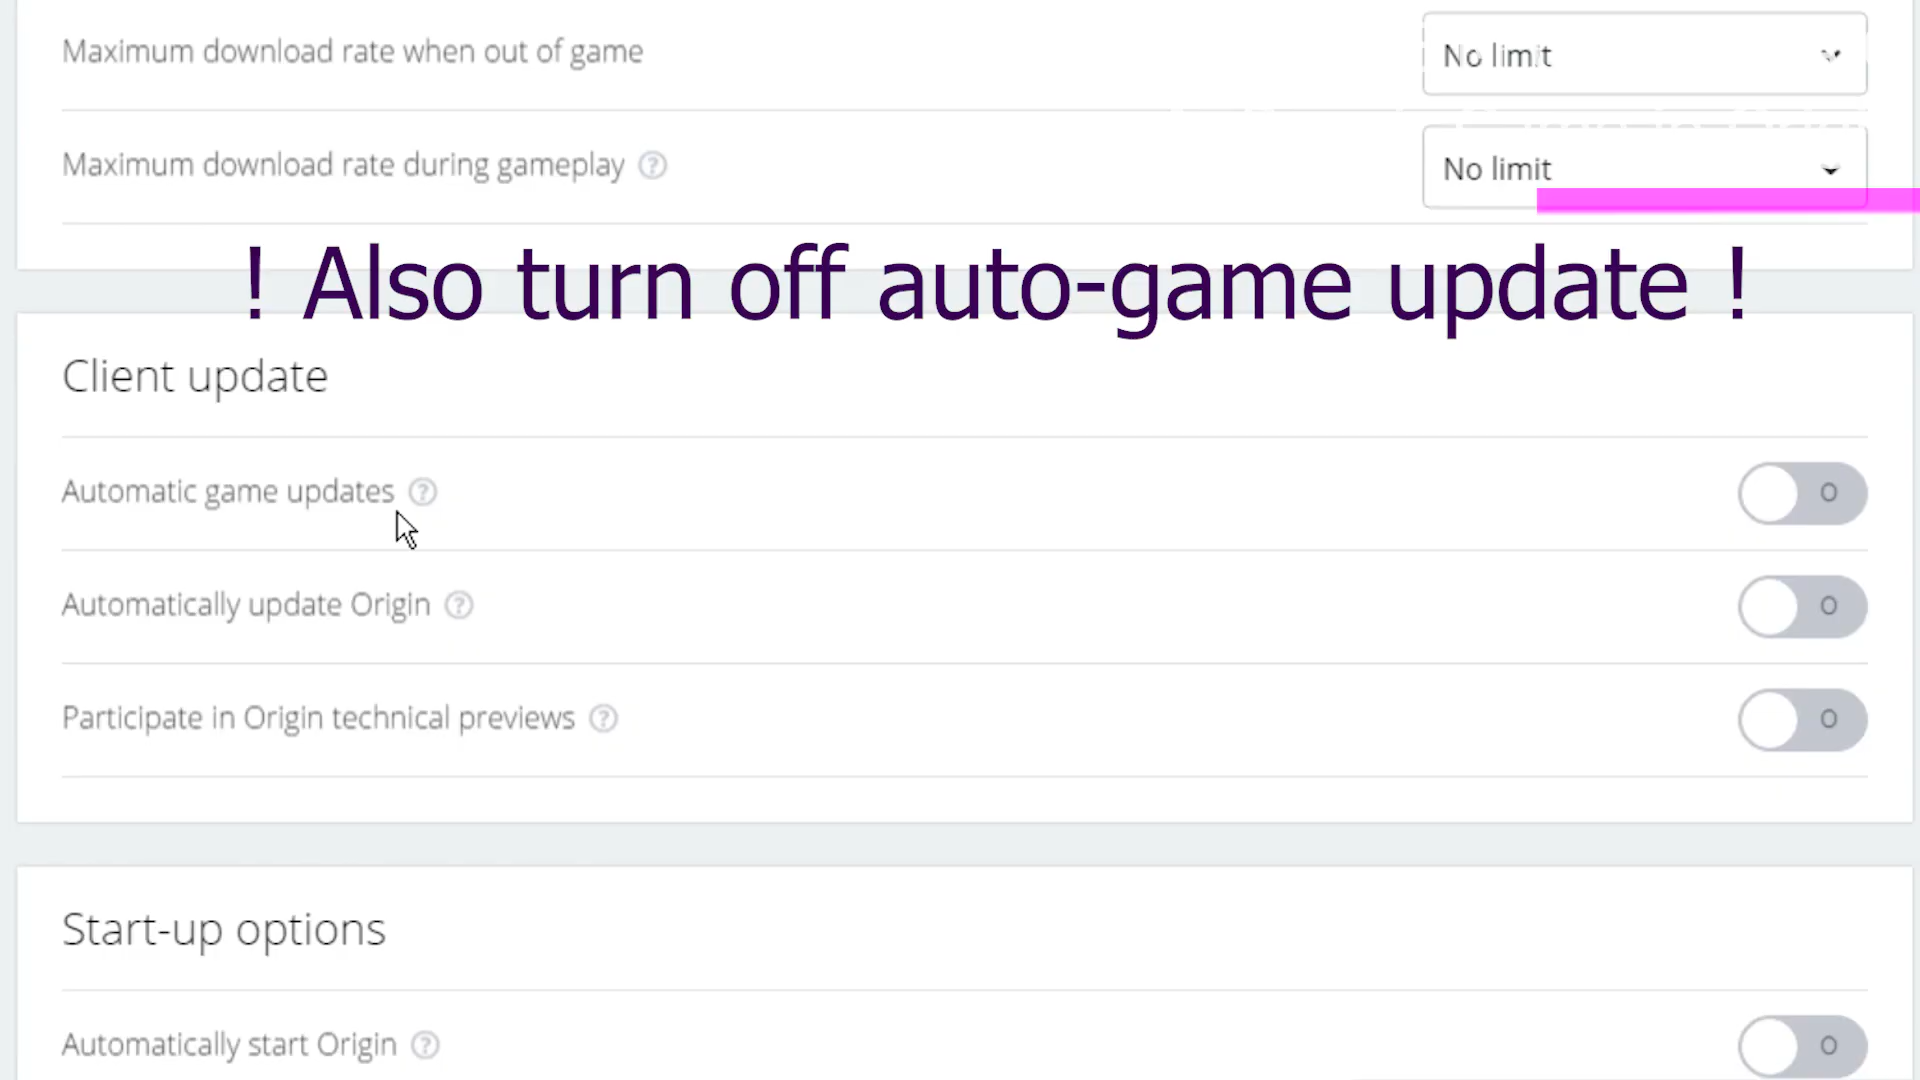 Maximum download rate when out of game
No limit
Maximum download rate during gameplay ?
No limit
! Also turn off auto-game update !
Client update
Automatic game updates ?
Automatically update Origin ?
Participate in Origin technical previews ?
Start-up options
Automatically start Origin ?